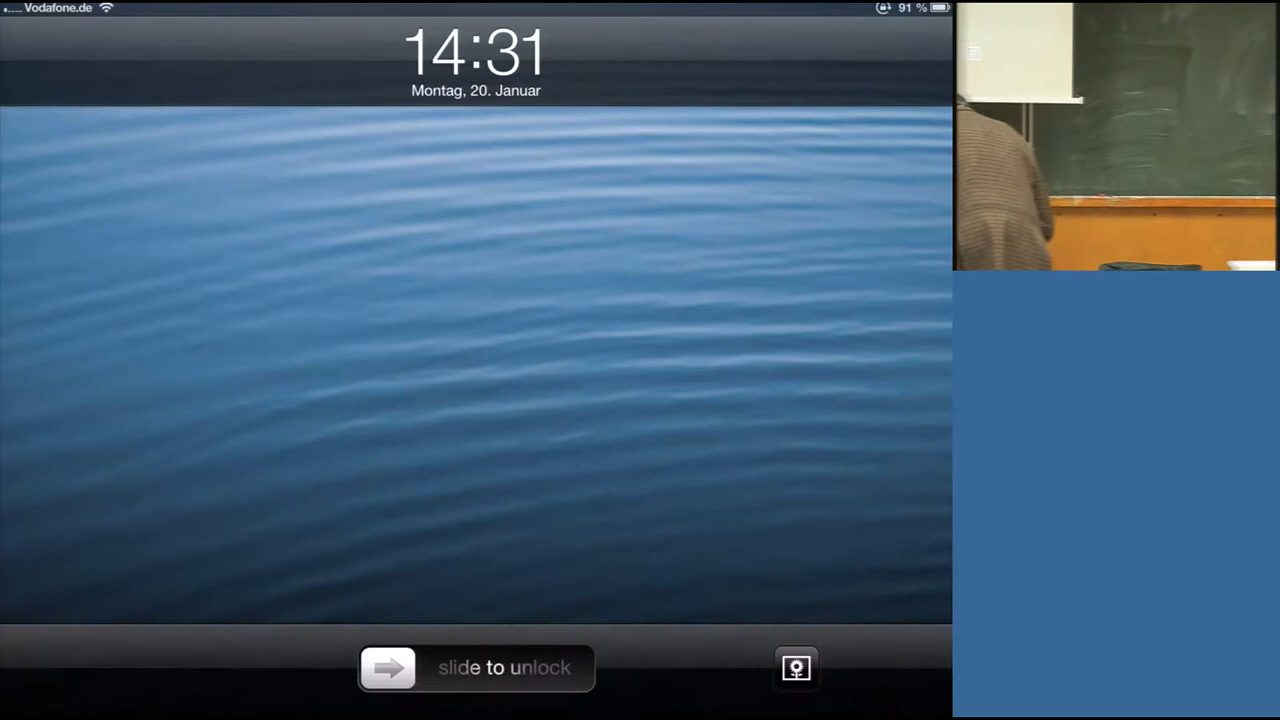 Vodafone.de
91 %
14:31
Montag, 20. Januar
slide to unlock